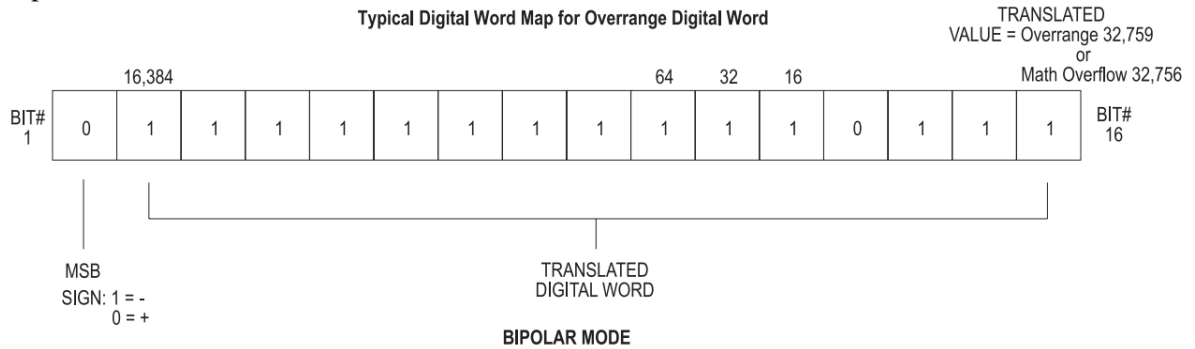 Typical Digital Word Map for Overrange Digital Word
TRANSLATED
VALUE = Overrange 32,759
or
Math Overflow 32,756
16,384 64 32 16
BIT#
1
0 1 1 1 1 1 1 1 1 1 1 1 0 1 1 1
BIT#
16
MSB
SIGN: 1 = -
0 = +
TRANSLATED
DIGITAL WORD
BIPOLAR MODE